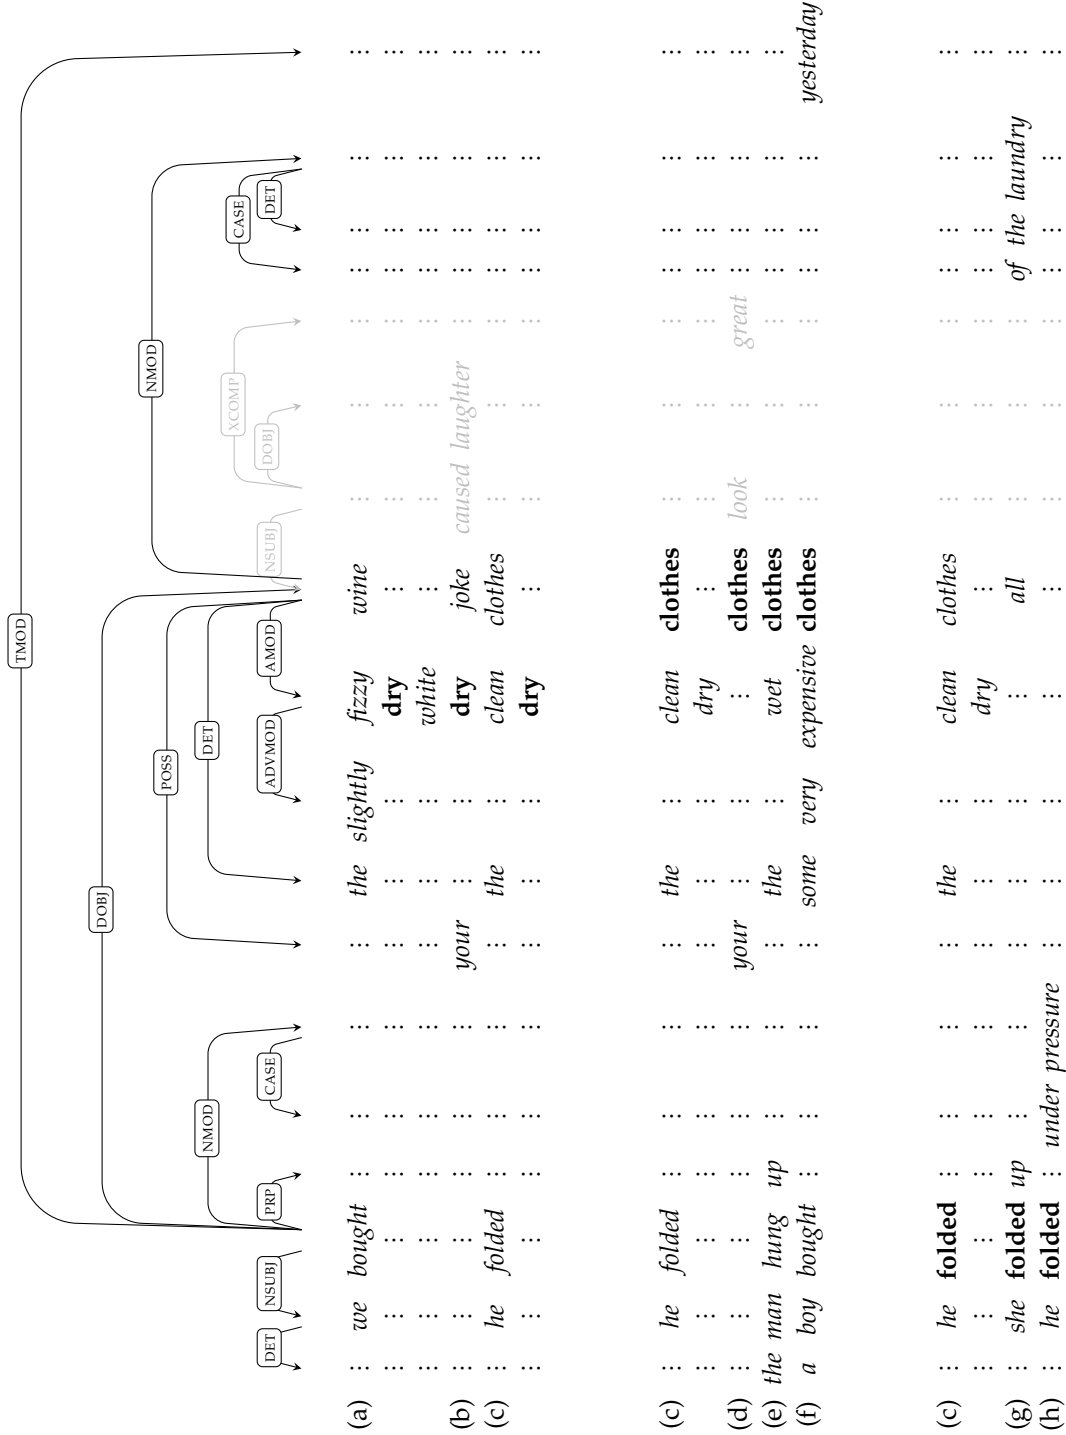 TMOD
DOBJ
NMOD
POSS
NMOD DET
XCOMP CASE
DET NSUBJ PRP CASE ADVMOD AMOD NSUBJ DOBJ DET
(a) … we bought … … … … the slightly fizzy wine … … … … … … …
… … … … … … … … … dry … … … … … … … …
… … … … … … … … … white … … … … … … … …
(b) … … … … … … your … … dry joke caused laughter … … … … …
(c) … he folded … … … … the … clean clothes … … … … … … …
… … … … … … … … … dry … … … … … … … …
(c) … he folded … … … … the … clean clothes … … … … … … …
… … … … … … … … … dry … … … … … … … …
(d) … … … … … … your … … … clothes look … great … … … …
(e) the man hung up … … … the … wet clothes … … … … … … …
(f) a boy bought … … … … some very expensive clothes … … … … … … yesterday
(c) … he folded … … … … the … clean clothes … … … … … … …
… … … … … … … … … dry … … … … … … … …
(g) … she folded up … … … … … … all … … … of the laundry …
(h) … he folded … under pressure … … … … … … … … … … … …